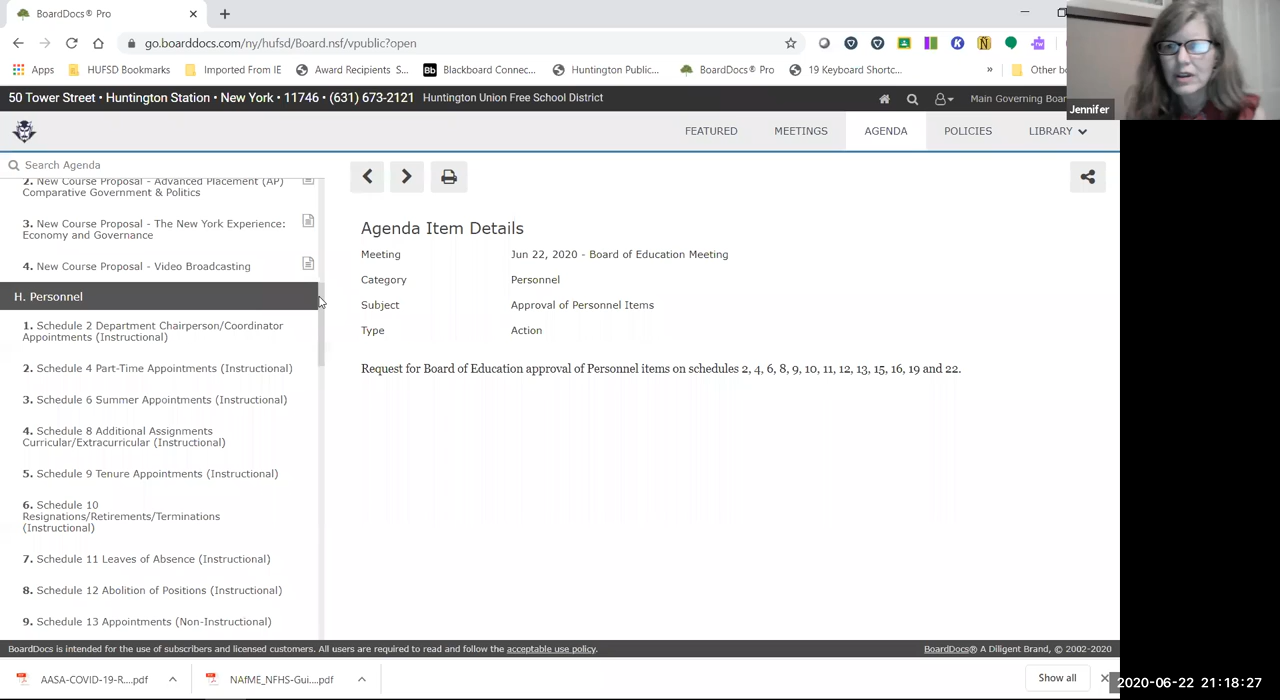 BoardDocs® Pro
go.boarddocs.com/ny/hufsd/Board.nsf/vpublic?open
Apps HUFSD Bookmarks Imported From IE Award Recipients S... Bb Blackboard Connec... Huntington Public... BoardDocs® Pro 19 Keyboard Shortc... » Other bo
Jennifer
50 Tower Street • Huntington Station • New York • 11746 • (631) 673-2121 Huntington Union Free School District Main Governing Boar
FEATURED MEETINGS AGENDA POLICIES LIBRARY
Search Agenda
2. New Course Proposal - Advanced Placement (AP)
Comparative Government & Politics
3. New Course Proposal - The New York Experience:
Economy and Governance
4. New Course Proposal - Video Broadcasting
H. Personnel
1. Schedule 2 Department Chairperson/Coordinator
Appointments (Instructional)
2. Schedule 4 Part-Time Appointments (Instructional)
3. Schedule 6 Summer Appointments (Instructional)
4. Schedule 8 Additional Assignments
Curricular/Extracurricular (Instructional)
5. Schedule 9 Tenure Appointments (Instructional)
6. Schedule 10
Resignations/Retirements/Terminations
(Instructional)
7. Schedule 11 Leaves of Absence (Instructional)
8. Schedule 12 Abolition of Positions (Instructional)
9. Schedule 13 Appointments (Non-Instructional)
Agenda Item Details
Meeting Jun 22, 2020 - Board of Education Meeting
Category Personnel
Subject Approval of Personnel Items
Type Action
Request for Board of Education approval of Personnel items on schedules 2, 4, 6, 8, 9, 10, 11, 12, 13, 15, 16, 19 and 22.
BoardDocs is intended for the use of subscribers and licensed customers. All users are required to read and follow the acceptable use policy. BoardDocs® A Diligent Brand, © 2002-2020
AASA-COVID-19-R....pdf NAfME_NFHS-Gui....pdf Show all
2020-06-22 21:18:27